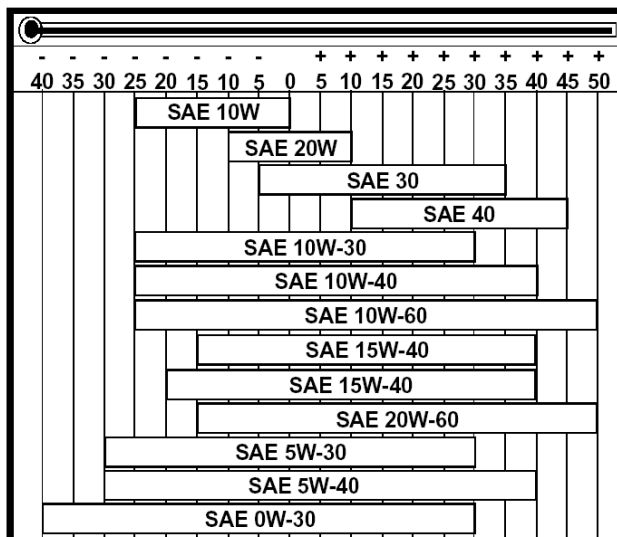 - - - - - - - - + + + + + + + + + +
40 35 30 25 20 15 10 5 0 5 10 15 20 25 30 35 40 45 50
SAE 10W
SAE 20W
SAE 30
SAE 40
SAE 10W-30
SAE 10W-40
SAE 10W-60
SAE 15W-40
SAE 15W-40
SAE 20W-60
SAE 5W-30
SAE 5W-40
SAE 0W-30